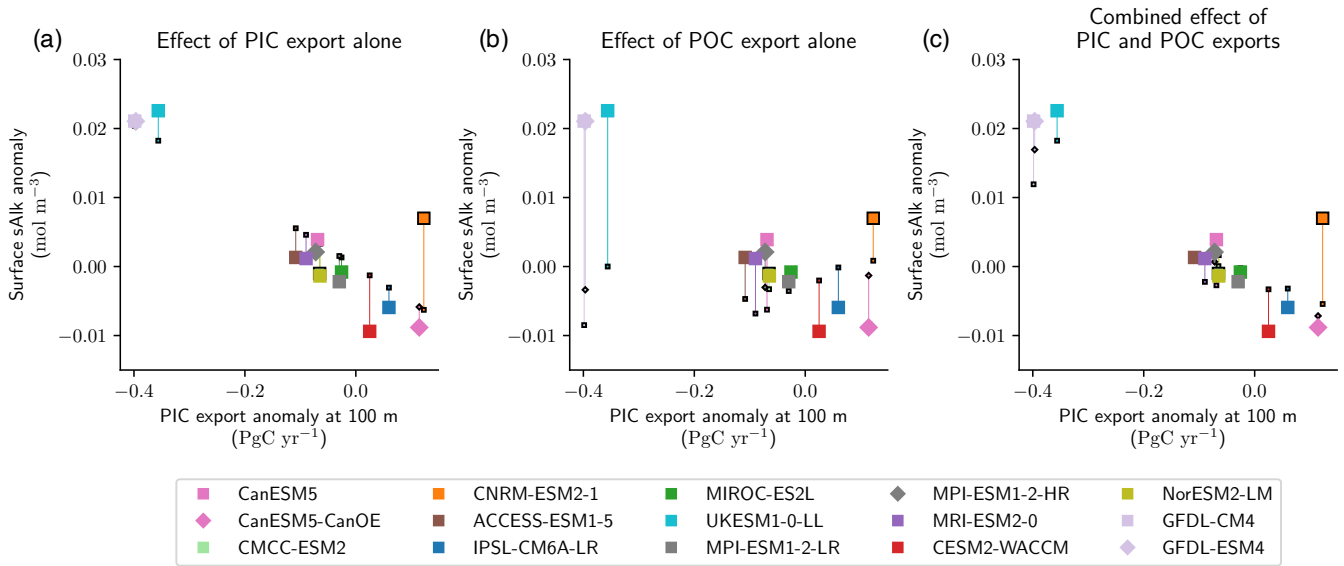 (a)
Effect of PIC export alone
0.03
0.02
0.01
0.00
−0.01
Surface sAlk anomaly
(mol m⁻³)
−0.4
−0.2
0.0
PIC export anomaly at 100 m
(PgC yr⁻¹)
(b)
Effect of POC export alone
0.03
0.02
0.01
0.00
−0.01
Surface sAlk anomaly
(mol m⁻³)
−0.4
−0.2
0.0
PIC export anomaly at 100 m
(PgC yr⁻¹)
(c)
Combined effect of
PIC and POC exports
0.03
0.02
0.01
0.00
−0.01
Surface sAlk anomaly
(mol m⁻³)
−0.4
−0.2
0.0
PIC export anomaly at 100 m
(PgC yr⁻¹)
CanESM5
CanESM5-CanOE
CMCC-ESM2
CNRM-ESM2-1
ACCESS-ESM1-5
IPSL-CM6A-LR
MIROC-ES2L
UKESM1-0-LL
MPI-ESM1-2-LR
MPI-ESM1-2-HR
MRI-ESM2-0
CESM2-WACCM
NorESM2-LM
GFDL-CM4
GFDL-ESM4